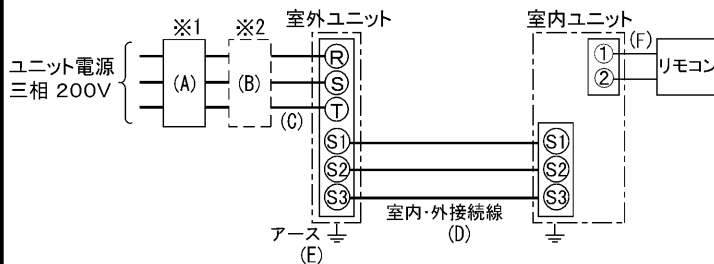 ※1
※2
室外ユニット
室内ユニット
ユニット電源
三相 200V
(A)
(B)
(C)
R
S
T
S1
S2
S3
アース
(E)
室内・外接続線
(D)
S1
S2
S3
①
②
(F)
リモコン